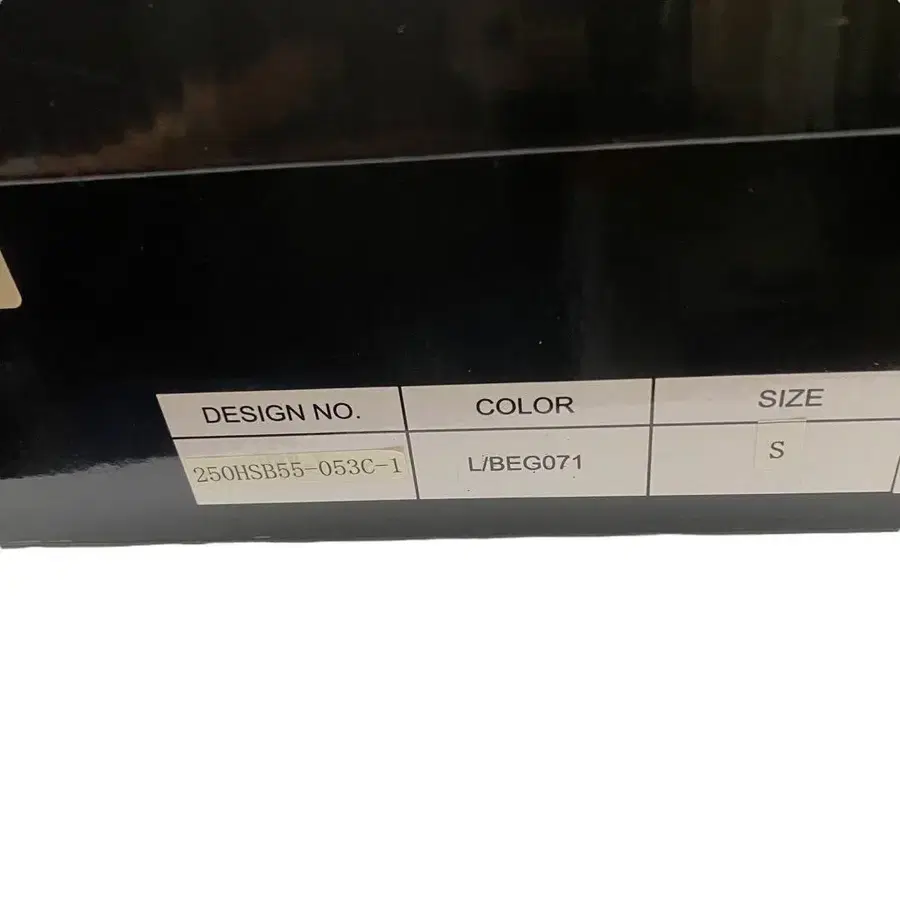 DESIGN NO. COLOR SIZE
250HSB55-053C-1 L/BEG071 S